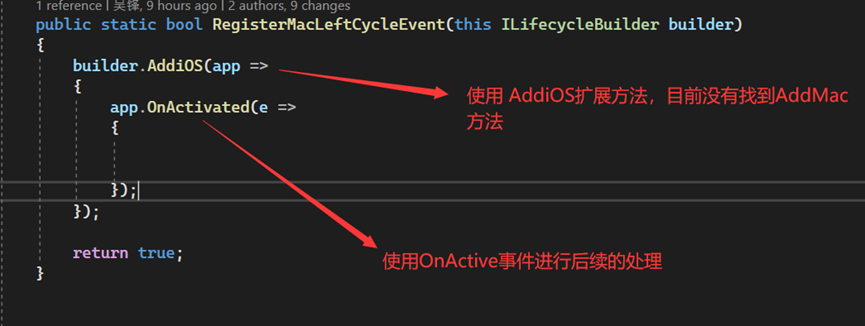 1 reference | 吴锋, 9 hours ago | 2 authors, 9 changes
public static bool RegisterMacLeftCycleEvent(this ILifecycleBuilder builder)
{
builder.AddiOS(app =>
{
使用 AddiOS扩展方法，目前没有找到AddMac
方法
app.OnActivated(e =>
{
});
});
return true;
使用OnActive事件进行后续的处理
}